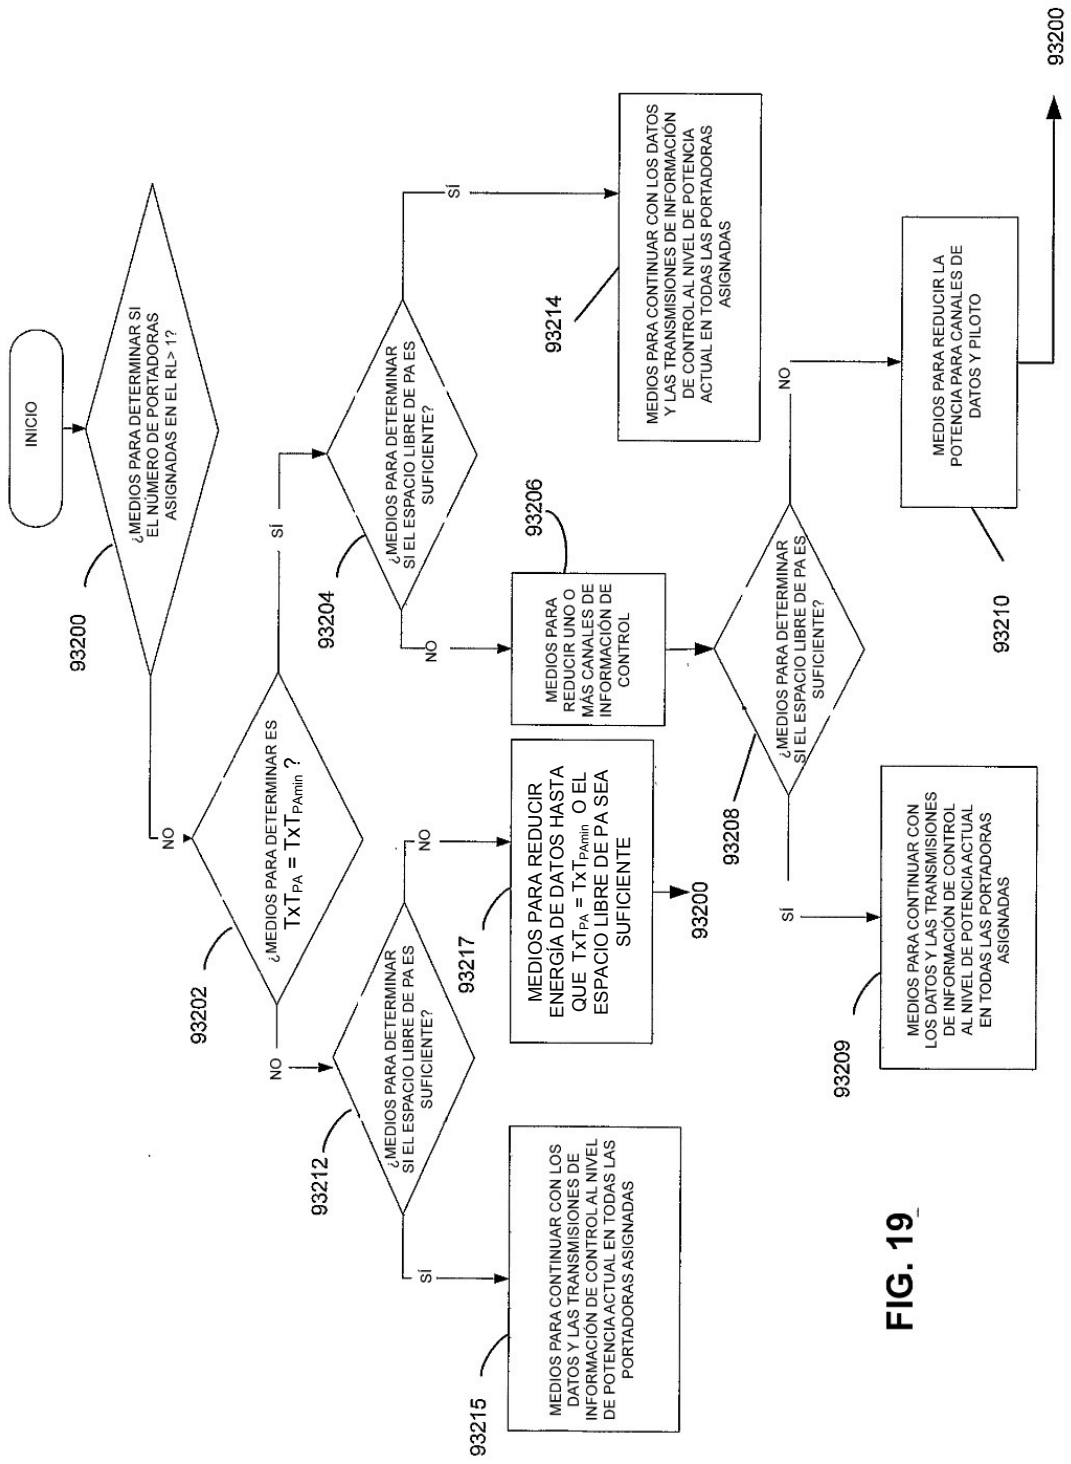 INICIO
¿MEDIOS PARA DETERMINAR SI
EL NÚMERO DE PORTADORAS
ASIGNADAS EN EL RL> 1?
93200
NO
¿MEDIOS PARA DETERMINAR ES
TxT_PA = TxT_PAmin ?
93202
SÍ
NO
¿MEDIOS PARA DETERMINAR
SI EL ESPACIO LIBRE DE PA ES
SUFICIENTE?
93204
SÍ
NO
MEDIOS PARA CONTINUAR CON LOS DATOS
Y LAS TRANSMISIONES DE INFORMACIÓN
DE CONTROL AL NIVEL DE POTENCIA
ACTUAL EN TODAS LAS PORTADORAS
ASIGNADAS
93214
MEDIOS PARA
REDUCIR UNO O
MÁS CANALES DE
INFORMACIÓN DE
CONTROL
93206
¿MEDIOS PARA DETERMINAR
SI EL ESPACIO LIBRE DE PA ES
SUFICIENTE?
93208
NO
SÍ
MEDIOS PARA REDUCIR LA
POTENCIA PARA CANALES DE
DATOS Y PILOTO
93210
93200
MEDIOS PARA CONTINUAR CON
LOS DATOS Y LAS TRANSMISIONES
DE INFORMACIÓN DE CONTROL
AL NIVEL DE POTENCIA ACTUAL
EN TODAS LAS PORTADORAS
ASIGNADAS
93209
¿MEDIOS PARA DETERMINAR
SI EL ESPACIO LIBRE DE PA ES
SUFICIENTE?
93212
NO
SÍ
MEDIOS PARA REDUCIR
ENERGÍA DE DATOS HASTA
QUE TxT_PA = TxT_PAmin O EL
ESPACIO LIBRE DE PA SEA
SUFICIENTE
93217
93200
MEDIOS PARA CONTINUAR CON LOS
DATOS Y LAS TRANSMISIONES DE
INFORMACIÓN DE CONTROL AL NIVEL
DE POTENCIA ACTUAL EN TODAS LAS
PORTADORAS ASIGNADAS
93215
FIG. 19